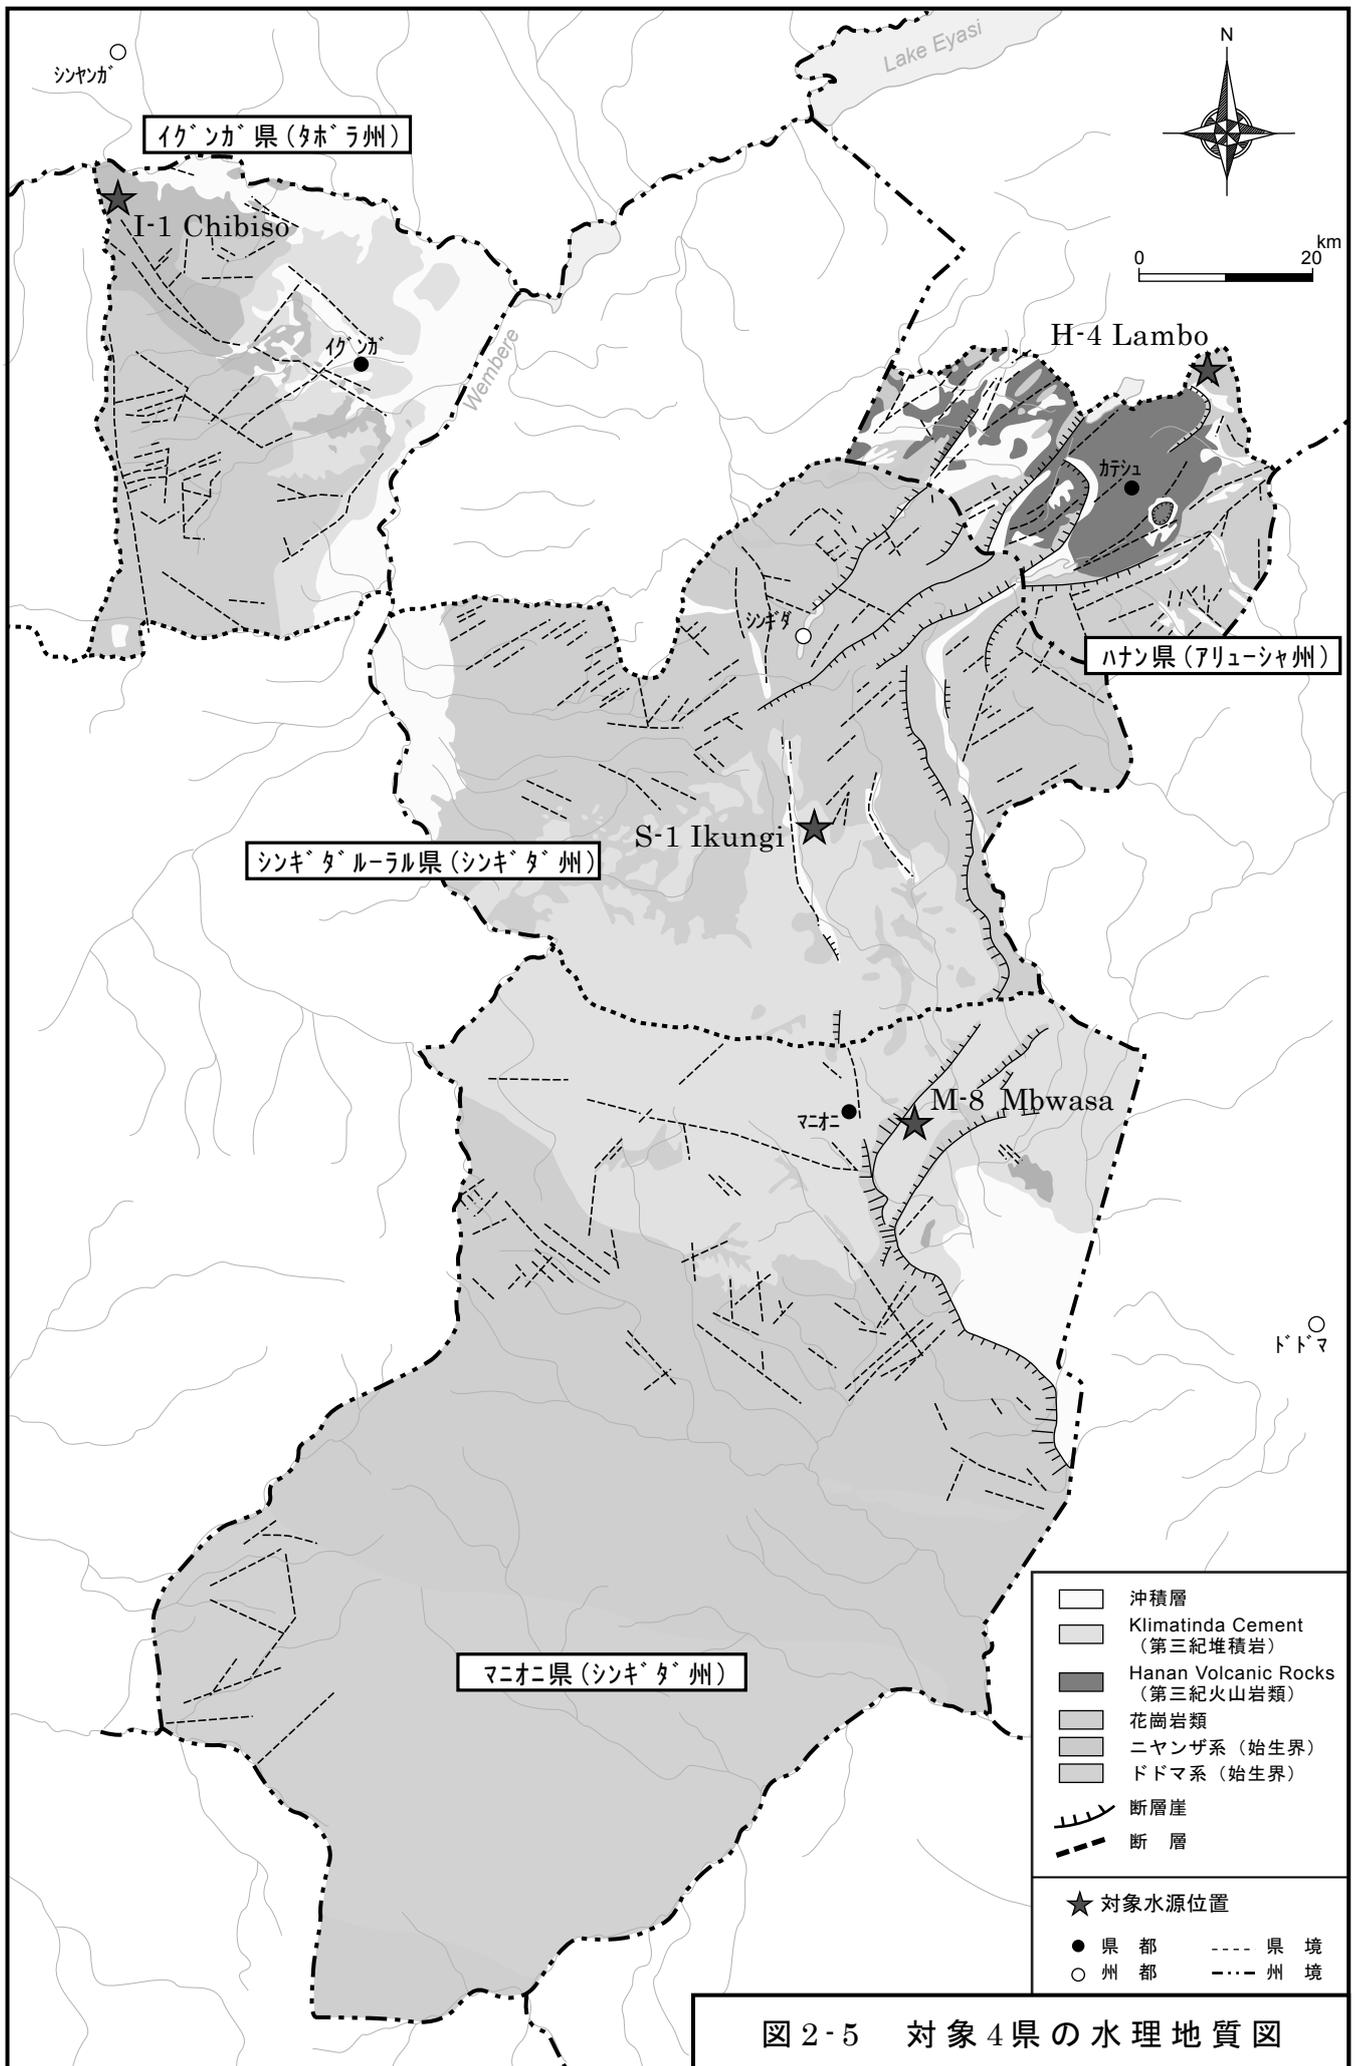 Lake Eyasi
シンヤンガ
N
イグンガ県（タボラ州）
I-1 Chibiso
km
0 20
H-4 Lambo
イグンガ
Wembere
カテシュ
シンギダ
ハナン県（アリューシャ州）
S-1 Ikungi
シンギダルーラル県（シンギダ州）
M-8 Mbwasa
マニオニ
ドドマ
マニオニ県（シンギダ州）
沖積層
Klimatinda Cement
（第三紀堆積岩）
Hanan Volcanic Rocks
（第三紀火山岩類）
花崗岩類
ニヤンザ系（始生界）
ドドマ系（始生界）
断層崖
断 層
対象水源位置
県 都 県 境
州 都 州 境
図2-5 対象4県の水理地質図